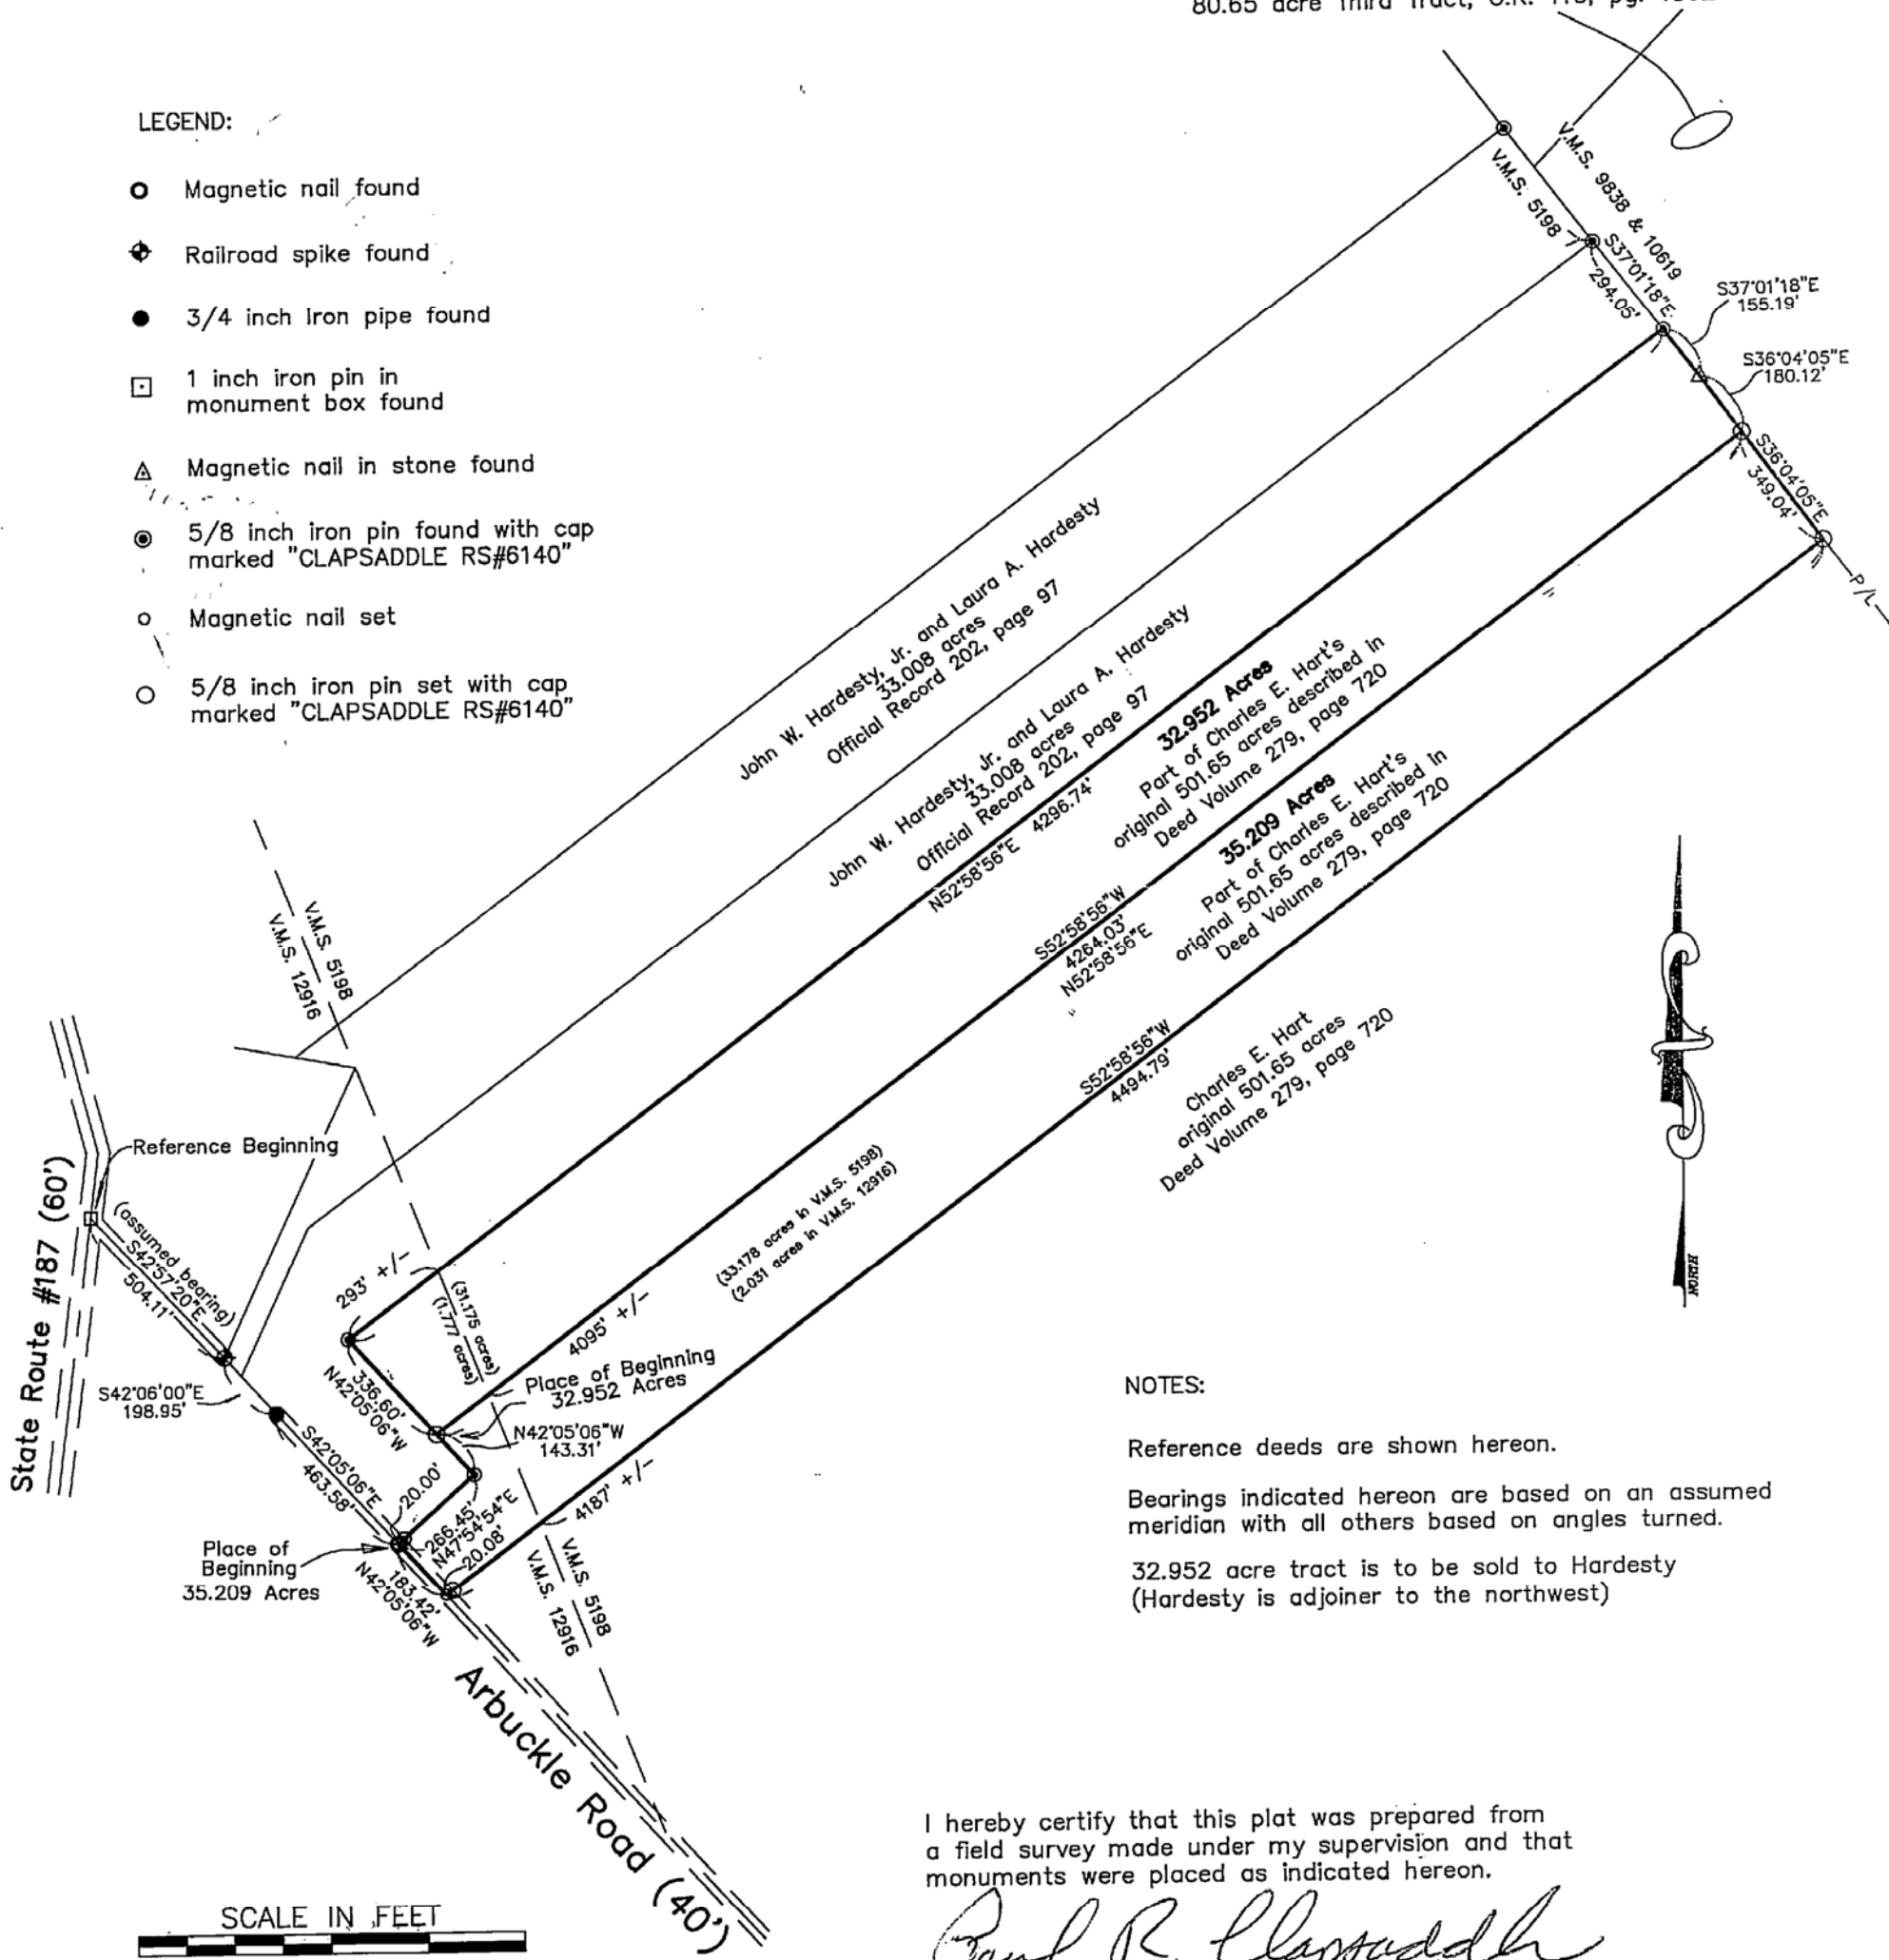 80.65 acre Third Tract, O.R. 
LEGEND:
Magnetic nail found
Railroad spike found
3/4 inch iron pipe found
1 inch iron pin in
monument box found
Magnetic nail in stone found
5/8 inch iron pin found with cap
marked "CLAPSADDLE RS#6140"
Magnetic nail set
5/8 inch iron pin set with cap
marked "CLAPSADDLE RS#6140"
V.M.S. 9838 & 10619
V.M.S. 5198
S37°01'18"E
294.05'
S37°01'18"E
155.19'
S36°04'05"E
180.12'
S36°04'05"E
349.04'
P/L
John W. Hardesty, Jr. and Laura A. Hardesty
33.008 acres
Official Record 202, page 97
John W. Hardesty, Jr. and Laura A. Hardesty
33.008 acres
Official Record 202, page 97
N52°58'56"E 4296.74'
32.952 Acres
Part of Charles E. Hart's
original 501.65 acres described in
Deed Volume 279, page 720
S52°58'56"W
4264.03'
N52°58'56"E
35.209 Acres
Part of Charles E. Hart's
original 501.65 acres described in
Deed Volume 279, page 720
S52°58'56"W
4494.79'
Charles E. Hart
original 501.65 acres
Deed Volume 279, page 720
V.M.S. 5198
V.M.S. 12916
Reference Beginning
State Route #187 (60')
(assumed bearing)
S42°57'20"E
504.11'
S42°06'00"E
198.95'
S42°05'06"E
463.58'
293' +/-
(31.175 acres)
(1.777 acres)
336.60'
N42°05'06"W
4095' +/-
(33.178 acres in V.M.S. 5198)
(2.031 acres in V.M.S. 12916)
Place of Beginning
32.952 Acres
N42°05'06"W
143.31'
20.00'
266.45'
N47°54'54"E
20.08'
4187' +/-
Place of
Beginning
35.209 Acres
183.42'
N42°05'06"W
V.M.S. 5198
V.M.S. 12916
Arbuckle Road (40')
NORTH
NOTES:
Reference deeds are shown hereon.
Bearings indicated hereon are based on an assumed
meridian with all others based on angles turned.
32.952 acre tract is to be sold to Hardesty
(Hardesty is adjoiner to the northwest)
I hereby certify that this plat was prepared from
a field survey made under my supervision and that
monuments were placed as indicated hereon.
Paul R. Clapsaddle
SCALE IN FEET